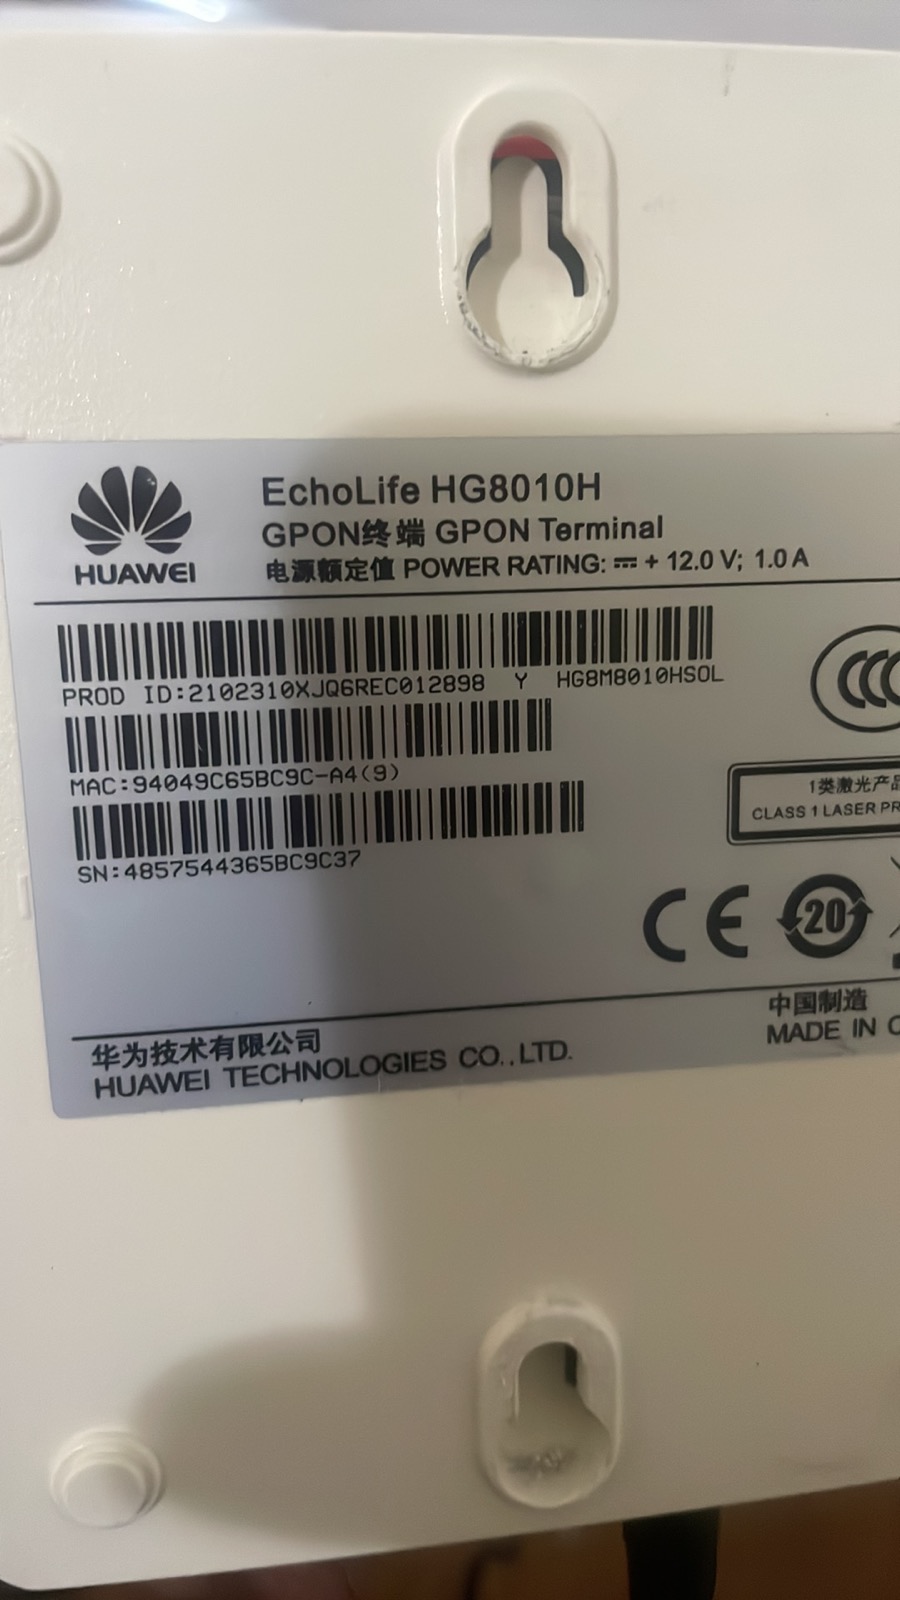 HUAWEI
EchoLife HG8010H
GPON终端 GPON Terminal
电源额定值 POWER RATING: ⎓ + 12.0 V; 1.0 A
PROD ID:2102310XJQ6REC012898 Y HG8M8010HSOL
MAC:94049C65BC9C-A4(9)
SN:4857544365BC9C37
CCC
1类激光产品
CLASS 1 LASER PR
CE
20
中国制造
MADE IN C
华为技术有限公司
HUAWEI TECHNOLOGIES CO.,LTD.